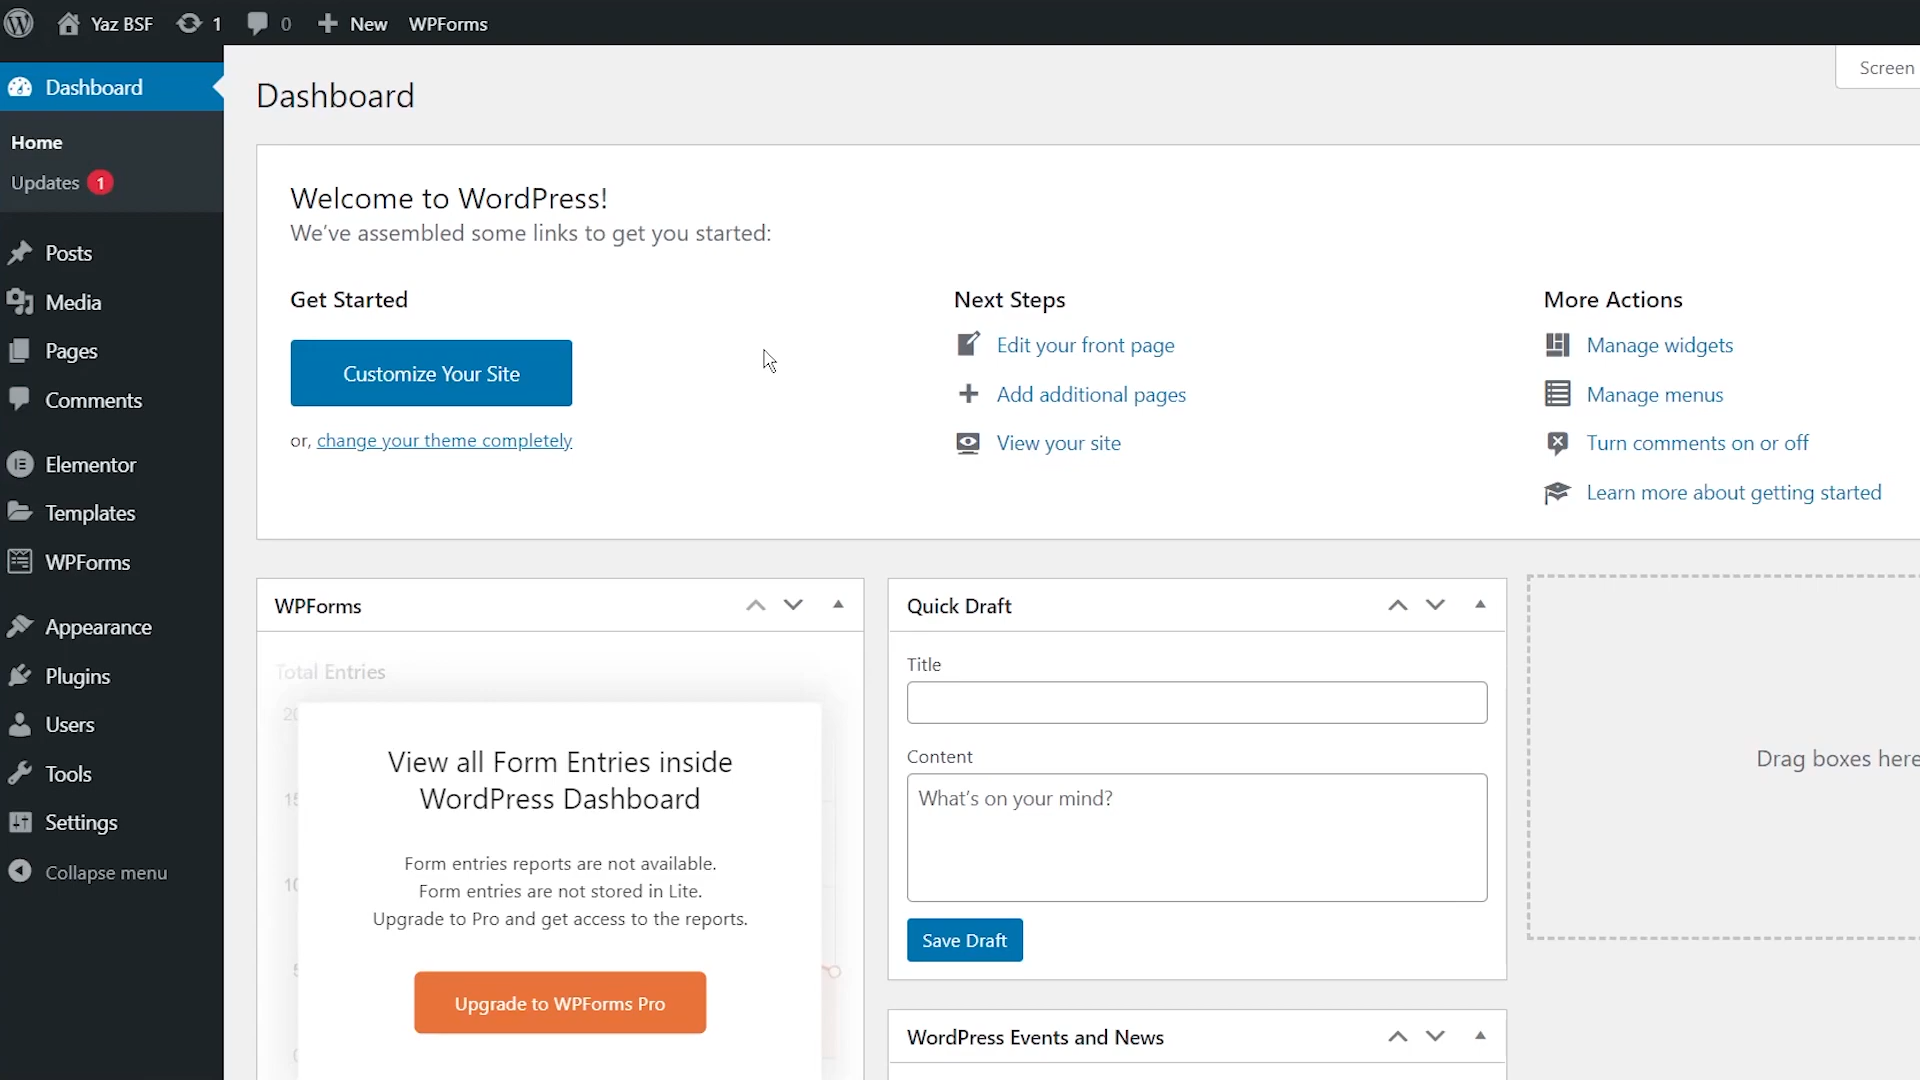 Yaz BSF
1
0
New
WPForms
Dashboard
Home
Updates 1
Posts
Media
Pages
Comments
Elementor
Templates
WPForms
Appearance
Plugins
Users
Tools
Settings
Collapse menu
Screen
Dashboard
Welcome to WordPress!
We've assembled some links to get you started:
Get Started
Customize Your Site
or, change your theme completely
Next Steps
Edit your front page
Add additional pages
View your site
More Actions
Manage widgets
Manage menus
Turn comments on or off
Learn more about getting started
WPForms
Total Entries
View all Form Entries inside
WordPress Dashboard
Form entries reports are not available.
Form entries are not stored in Lite.
Upgrade to Pro and get access to the reports.
Upgrade to WPForms Pro
Quick Draft
Title
Content
What's on your mind?
Save Draft
WordPress Events and News
Drag boxes here